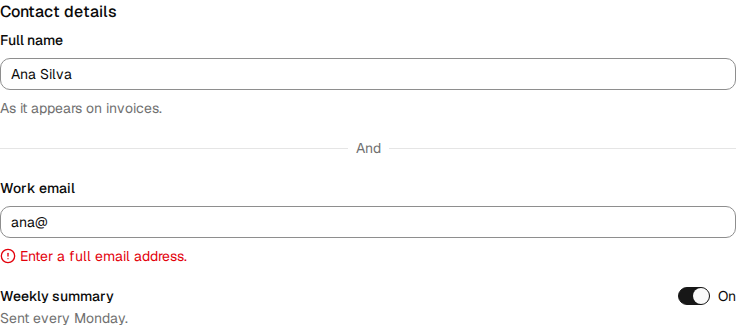 Contact details
Full name
Ana Silva
As it appears on invoices.
And
Work email
ana@
Enter a full email address.
Weekly summary
On
Sent every Monday.